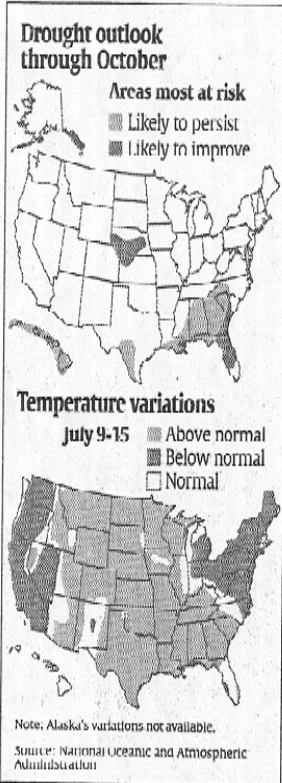 Drought outlook
through October
Areas most at risk
Likely to persist
Likely to improve
Temperature variations
July 9-15
Above normal
Below normal
Normal
Note: Alaska's variations not available.
Source: National Oceanic and Atmospheric
Administration